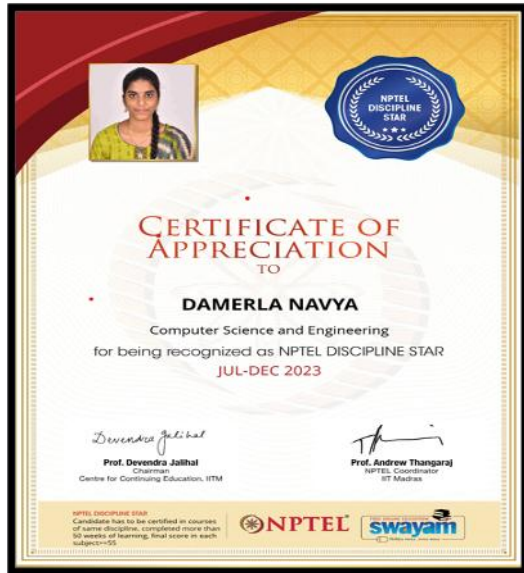 NPTEL
DISCIPLINE
STAR
CERTIFICATE OF
APPRECIATION
TO
DAMERLA NAVYA
Computer Science and Engineering
for being recognized as NPTEL DISCIPLINE STAR
JUL-DEC 2023
Devendra Jalihal
Prof. Devendra Jalihal
Chairman
Centre for Continuing Education, IITM
Prof. Andrew Thangaraj
NPTEL Coordinator
IIT Madras
NPTEL DISCIPLINE STAR
Candidate has to be certified in courses
of same discipline, completed more than
50 weeks of learning, final score in each
subject>=55
NPTEL
swayam